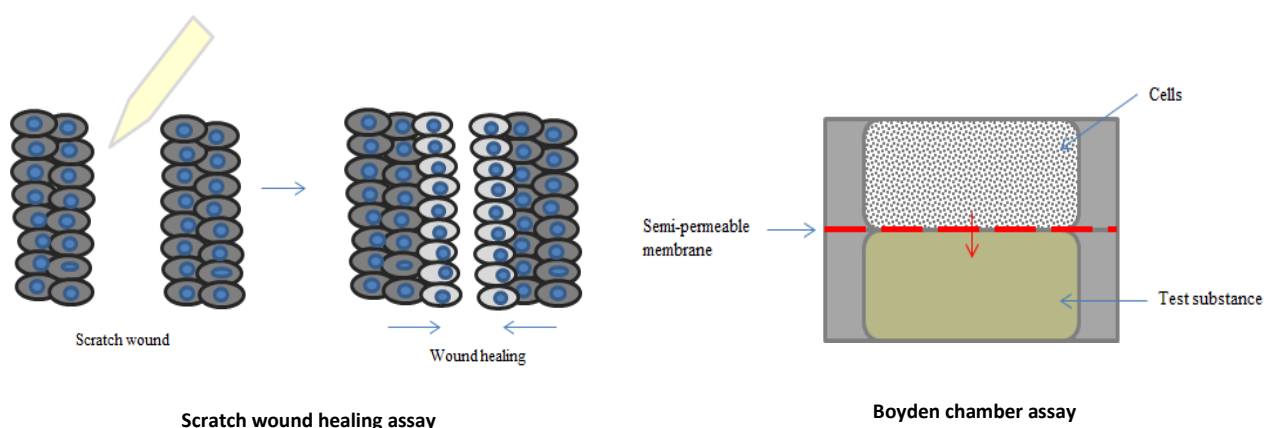 Scratch wound
Wound healing
Scratch wound healing assay
Cells
Semi-permeable
membrane
Test substance
Boyden chamber assay